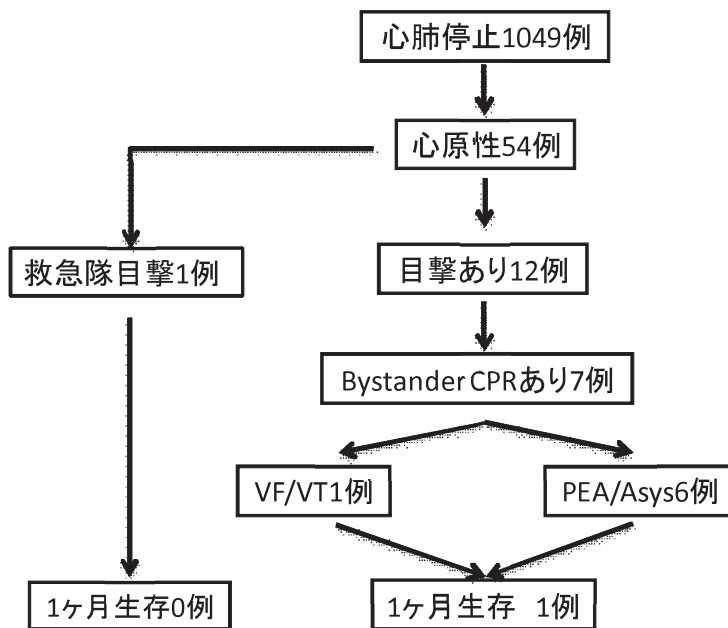 心肺停止1049例
心原性54例
救急隊目撃1例
目撃あり12例
Bystander CPRあり7例
VF/VT1例
PEA/Asys6例
1ヶ月生存0例
1ヶ月生存 1例